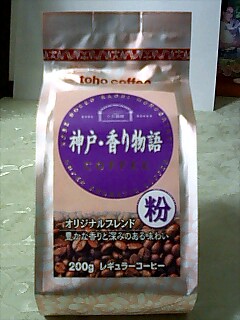 toho coffee
神戸・香り物語
粉
オリジナルブレンド
豊かな香りと深みのある味わい
200g レギュラーコーヒー